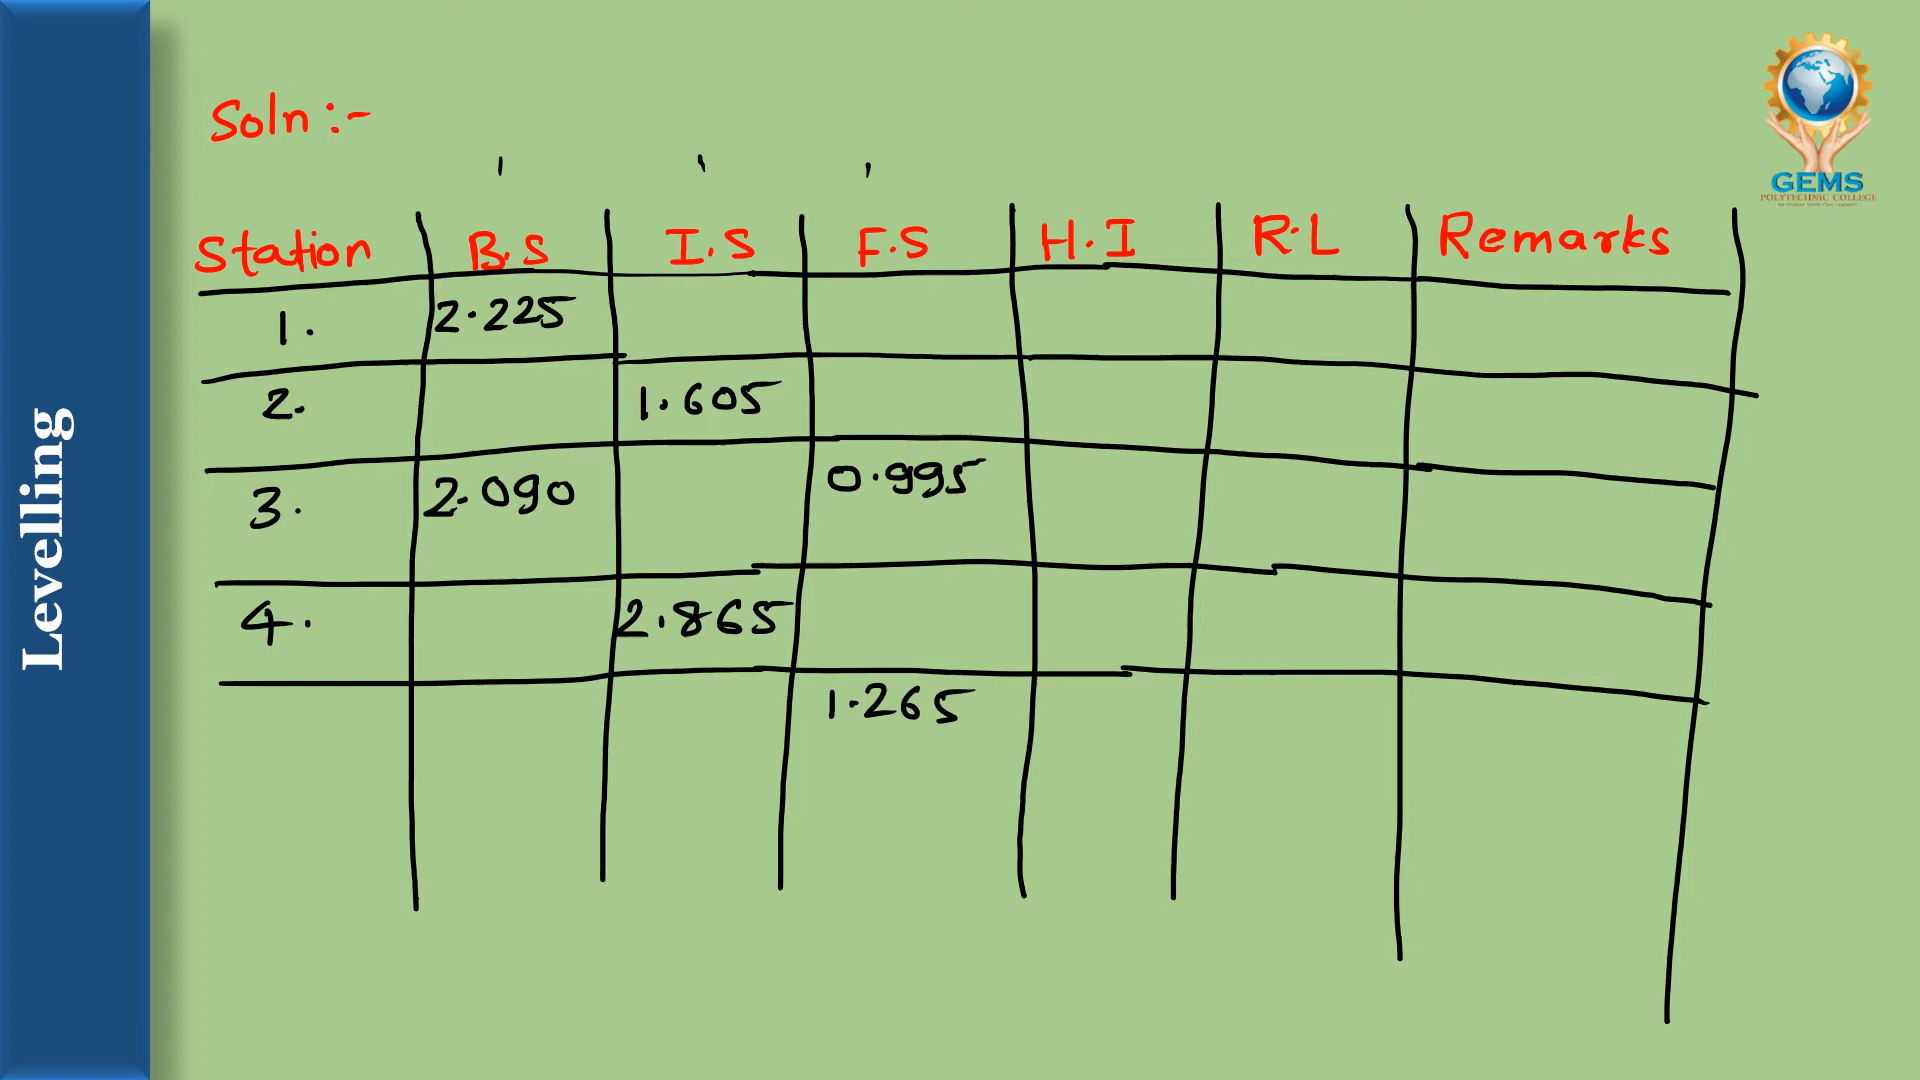 Levelling
Soln :-
Station B.S I.S F.S H.I R.L Remarks
1. 2.225
2. 1.605
3. 2.090 0.995
4. 2.865
1.265
GEMS
POLYTECHNIC COLLEGE